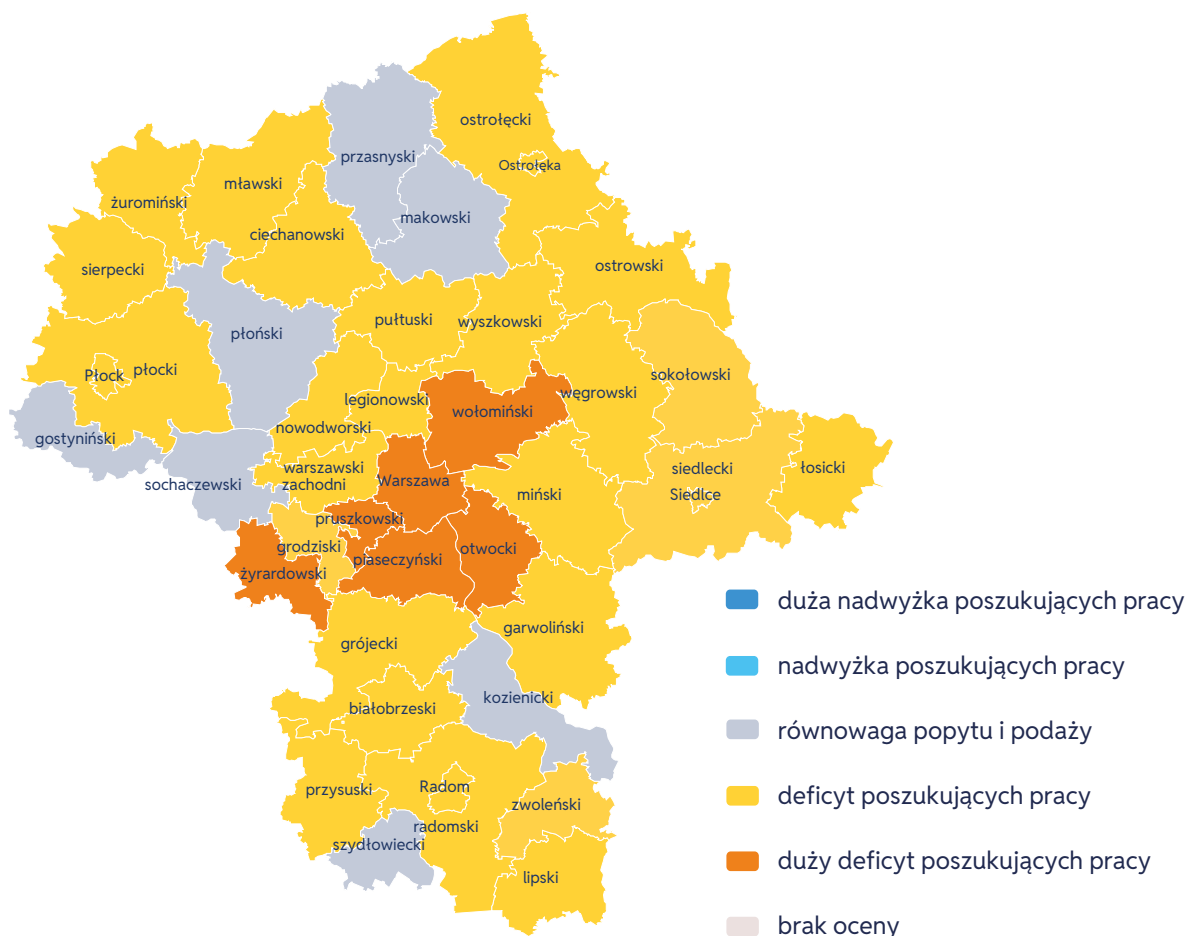 ostrołęcki
przasnyski
Ostrołęka
mławski
żuromiński
makowski
ciechanowski
sierpecki
ostrowski
pułtuski
wyszkowski
płoński
płocki
Płock
sokołowski
węgrowski
legionowski
wołomiński
nowodworski
gostyniński
warszawski
zachodni
siedlecki
łosicki
Warszawa
sochaczewski
miński
Siedlce
pruszkowski
grodziski
otwocki
piaseczyński
żyrardowski
garwoliński
grójecki
kozienicki
białobrzeski
Radom
przysuski
zwoleński
radomski
szydłowiecki
lipski
duża nadwyżka poszukujących pracy
nadwyżka poszukujących pracy
równowaga popytu i podaży
deficyt poszukujących pracy
duży deficyt poszukujących pracy
brak oceny